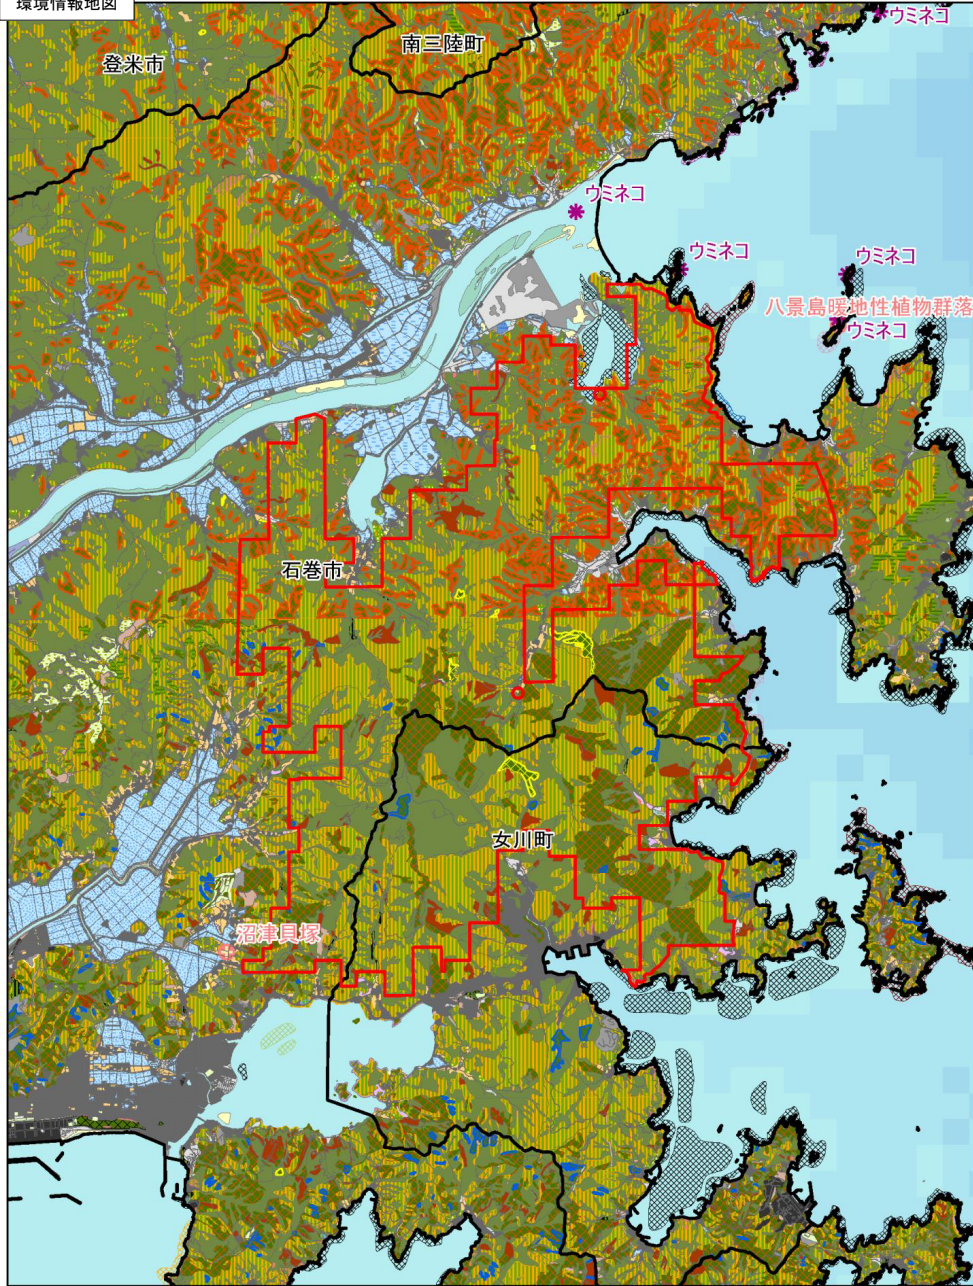 環境情報地図
ウミネコ
南三陸町
登米市
ウミネコ
ウミネコ
ウミネコ
八景島暖地性植物群落
ウミネコ
石巻市
女川町
沼津貝塚